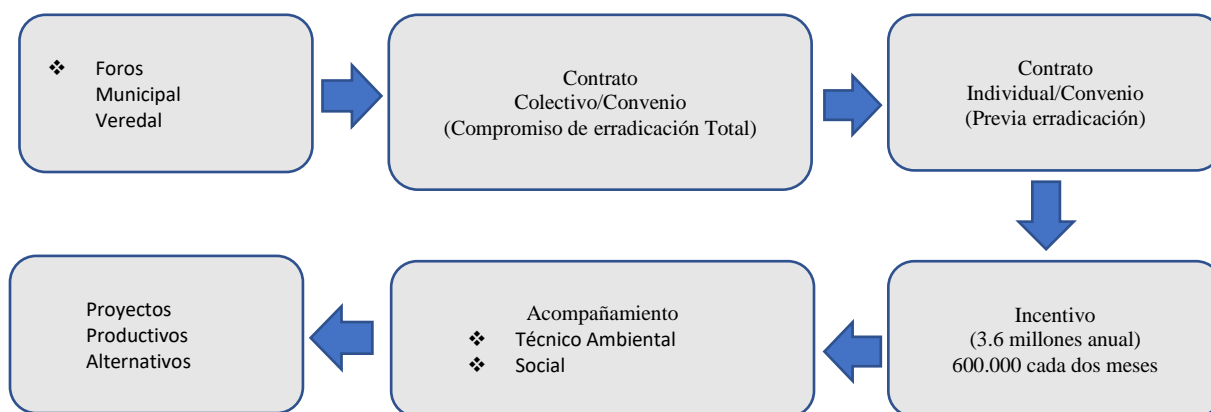 ❖ Foros
Municipal
Veredal
Contrato
Colectivo/Convenio
(Compromiso de erradicación Total)
Contrato
Individual/Convenio
(Previa erradicación)
Incentivo
(3.6 millones anual)
600.000 cada dos meses
Acompañamiento
❖ Técnico Ambiental
❖ Social
Proyectos
Productivos
Alternativos